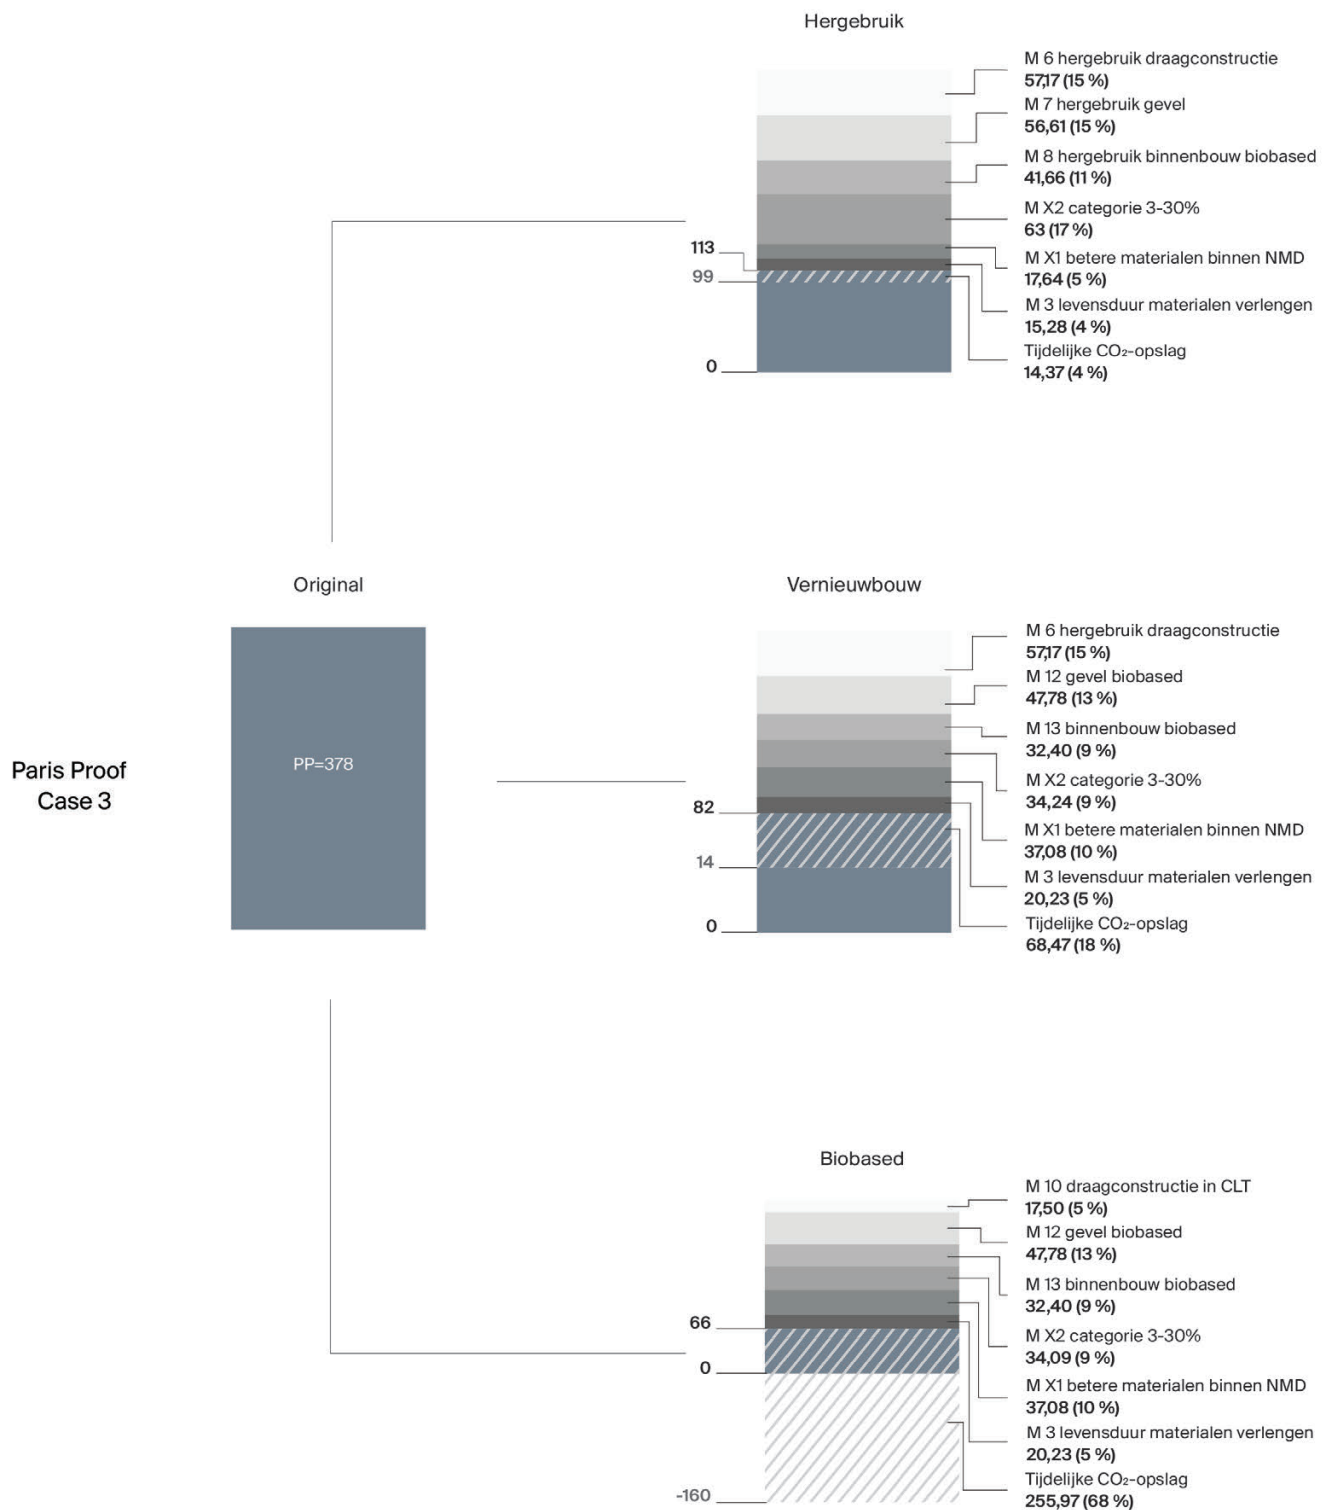 Hergebruik
M 6 hergebruik draagconstructie
57,17 (15 %)
M 7 hergebruik gevel
56,61 (15 %)
M 8 hergebruik binnenbouw biobased
41,66 (11 %)
M X2 categorie 3-30%
63 (17 %)
M X1 betere materialen binnen NMD
17,64 (5 %)
M 3 levensduur materialen verlengen
15,28 (4 %)
Tijdelijke CO₂-opslag
14,37 (4 %)
113
99
0
Original
PP=378
Paris Proof
Case 3
Vernieuwbouw
M 6 hergebruik draagconstructie
57,17 (15 %)
M 12 gevel biobased
47,78 (13 %)
M 13 binnenbouw biobased
32,40 (9 %)
M X2 categorie 3-30%
34,24 (9 %)
M X1 betere materialen binnen NMD
37,08 (10 %)
M 3 levensduur materialen verlengen
20,23 (5 %)
Tijdelijke CO₂-opslag
68,47 (18 %)
82
14
0
Biobased
M 10 draagconstructie in CLT
17,50 (5 %)
M 12 gevel biobased
47,78 (13 %)
M 13 binnenbouw biobased
32,40 (9 %)
M X2 categorie 3-30%
34,09 (9 %)
M X1 betere materialen binnen NMD
37,08 (10 %)
M 3 levensduur materialen verlengen
20,23 (5 %)
Tijdelijke CO₂-opslag
255,97 (68 %)
66
0
-160